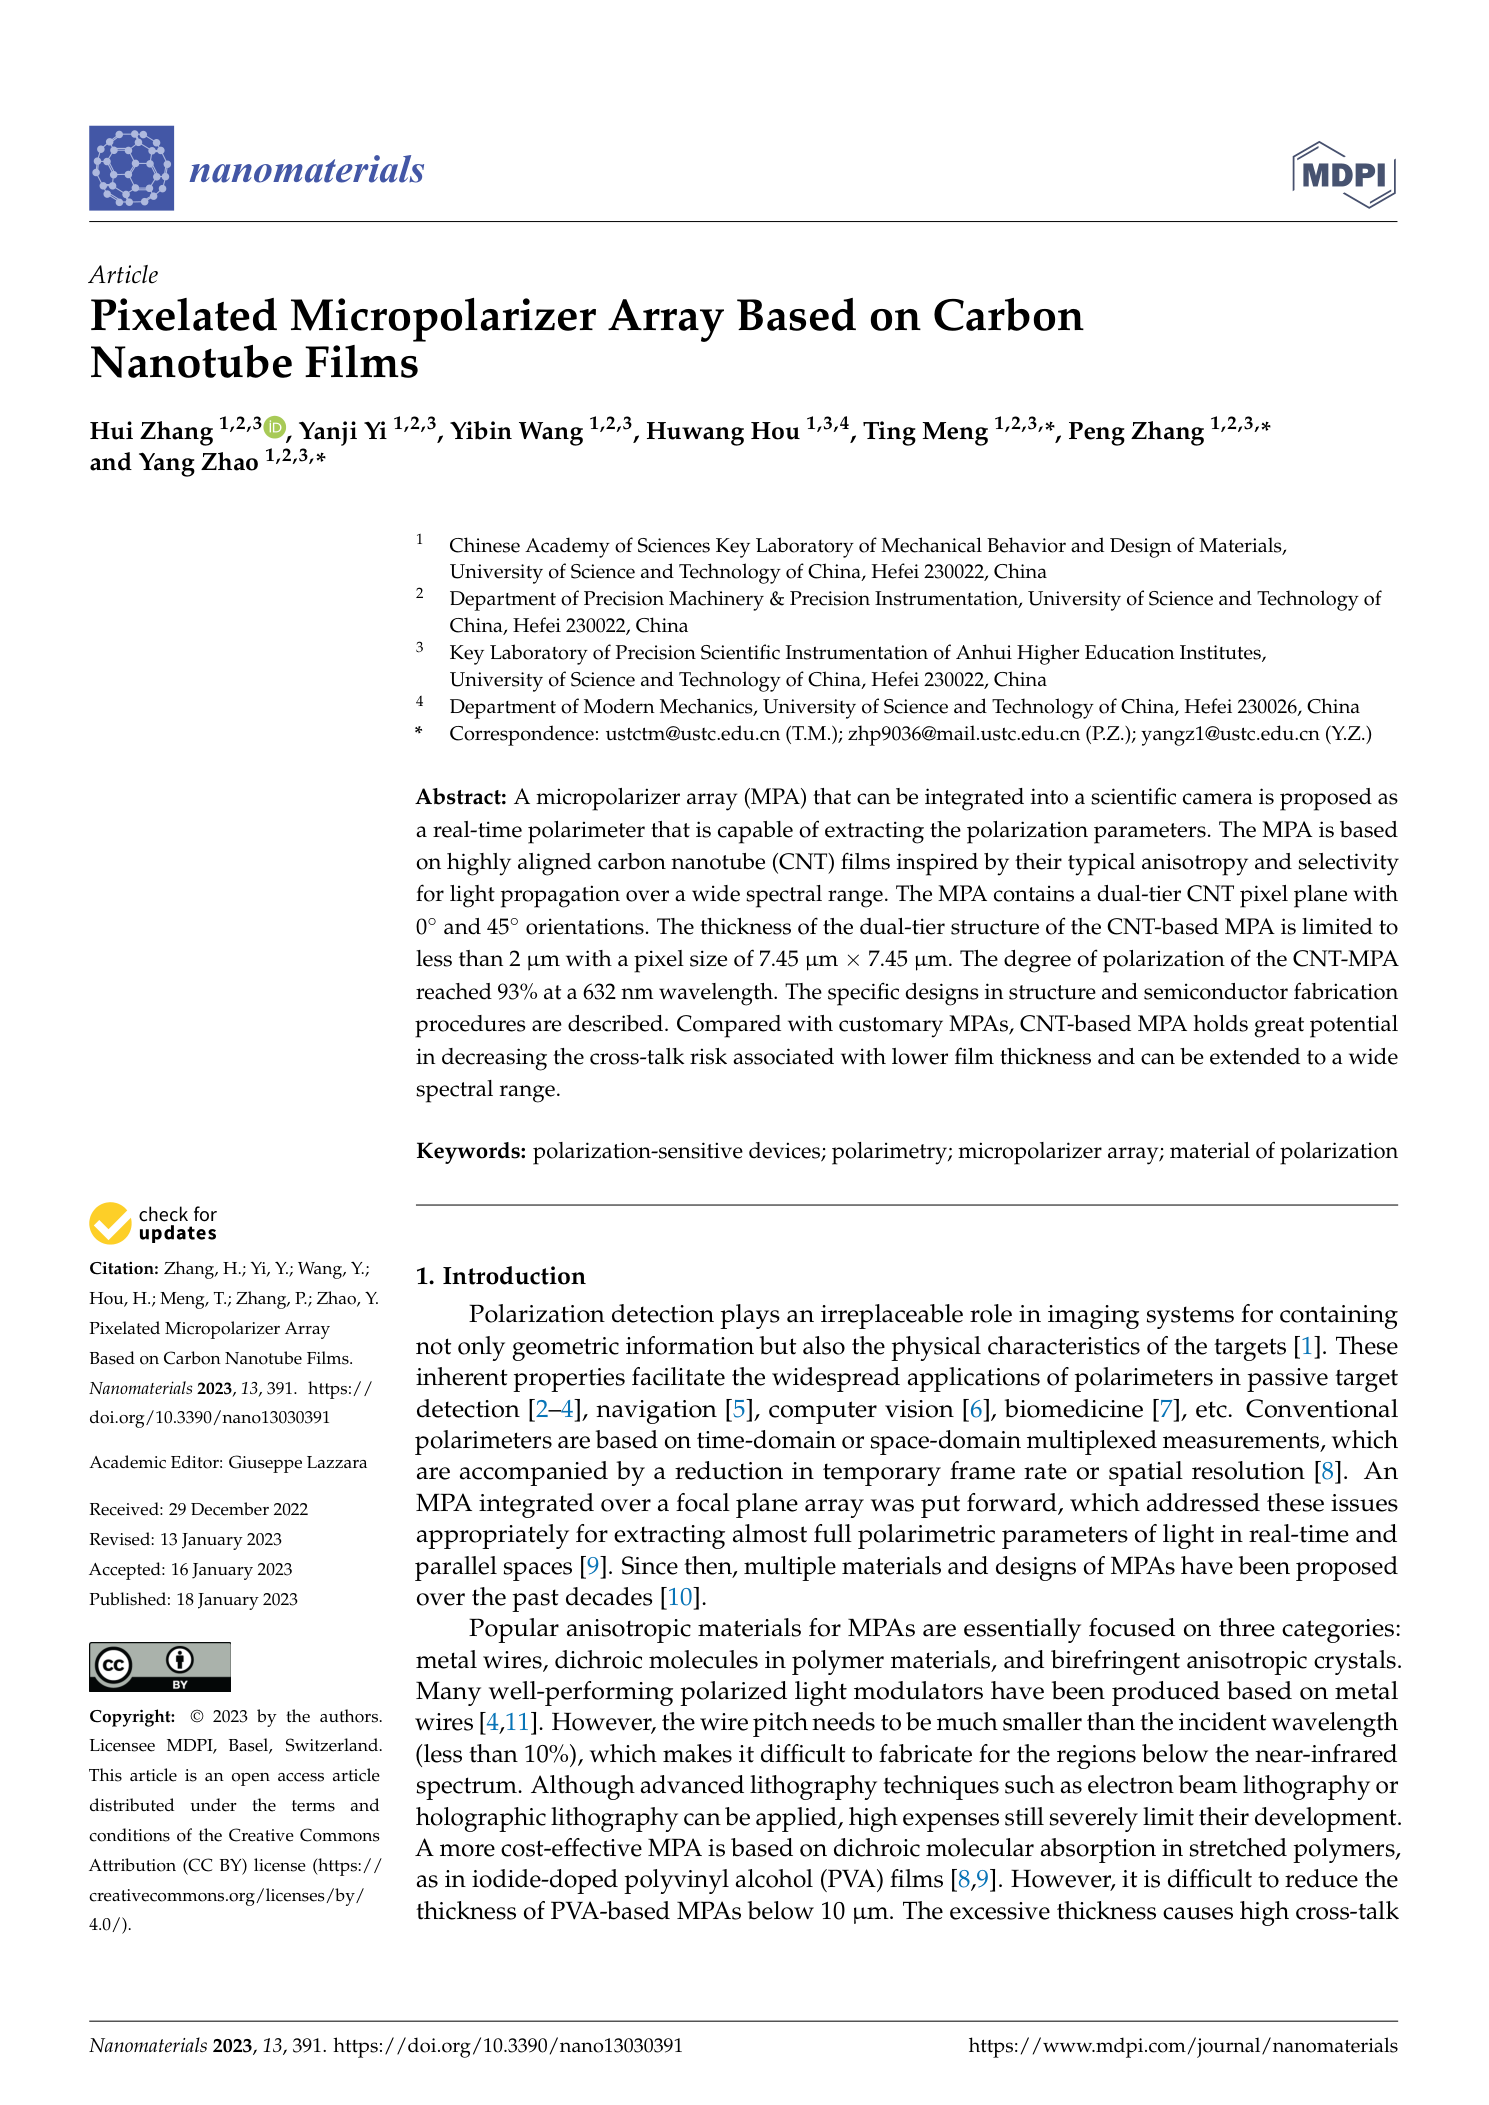 nanomaterials
MDPI
Article
Pixelated Micropolarizer Array Based on Carbon
Nanotube Films
Hui Zhang 1,2,3 iD, Yanji Yi 1,2,3, Yibin Wang 1,2,3, Huwang Hou 1,3,4, Ting Meng 1,2,3,*, Peng Zhang 1,2,3,*
and Yang Zhao 1,2,3,*
1 Chinese Academy of Sciences Key Laboratory of Mechanical Behavior and Design of Materials,
University of Science and Technology of China, Hefei 230022, China
2 Department of Precision Machinery & Precision Instrumentation, University of Science and Technology of
China, Hefei 230022, China
3 Key Laboratory of Precision Scientific Instrumentation of Anhui Higher Education Institutes,
University of Science and Technology of China, Hefei 230022, China
4 Department of Modern Mechanics, University of Science and Technology of China, Hefei 230026, China
* Correspondence: ustctm@ustc.edu.cn (T.M.); zhp9036@mail.ustc.edu.cn (P.Z.); yangz1@ustc.edu.cn (Y.Z.)
Abstract: A micropolarizer array (MPA) that can be integrated into a scientific camera is proposed as
a real-time polarimeter that is capable of extracting the polarization parameters. The MPA is based
on highly aligned carbon nanotube (CNT) films inspired by their typical anisotropy and selectivity
for light propagation over a wide spectral range. The MPA contains a dual-tier CNT pixel plane with
0° and 45° orientations. The thickness of the dual-tier structure of the CNT-based MPA is limited to
less than 2 µm with a pixel size of 7.45 µm × 7.45 µm. The degree of polarization of the CNT-MPA
reached 93% at a 632 nm wavelength. The specific designs in structure and semiconductor fabrication
procedures are described. Compared with customary MPAs, CNT-based MPA holds great potential
in decreasing the cross-talk risk associated with lower film thickness and can be extended to a wide
spectral range.
Keywords: polarization-sensitive devices; polarimetry; micropolarizer array; material of polarization
check for
updates
Citation: Zhang, H.; Yi, Y.; Wang, Y.;
Hou, H.; Meng, T.; Zhang, P.; Zhao, Y.
Pixelated Micropolarizer Array
Based on Carbon Nanotube Films.
Nanomaterials 2023, 13, 391. https://
doi.org/10.3390/nano13030391
Academic Editor: Giuseppe Lazzara
Received: 29 December 2022
Revised: 13 January 2023
Accepted: 16 January 2023
Published: 18 January 2023
cc
BY
Copyright: © 2023 by the authors.
Licensee MDPI, Basel, Switzerland.
This article is an open access article
distributed under the terms and
conditions of the Creative Commons
Attribution (CC BY) license (https://
creativecommons.org/licenses/by/
4.0/).
1. Introduction
Polarization detection plays an irreplaceable role in imaging systems for containing
not only geometric information but also the physical characteristics of the targets [1]. These
inherent properties facilitate the widespread applications of polarimeters in passive target
detection [2–4], navigation [5], computer vision [6], biomedicine [7], etc. Conventional
polarimeters are based on time-domain or space-domain multiplexed measurements, which
are accompanied by a reduction in temporary frame rate or spatial resolution [8]. An
MPA integrated over a focal plane array was put forward, which addressed these issues
appropriately for extracting almost full polarimetric parameters of light in real-time and
parallel spaces [9]. Since then, multiple materials and designs of MPAs have been proposed
over the past decades [10].
Popular anisotropic materials for MPAs are essentially focused on three categories:
metal wires, dichroic molecules in polymer materials, and birefringent anisotropic crystals.
Many well-performing polarized light modulators have been produced based on metal
wires [4,11]. However, the wire pitch needs to be much smaller than the incident wavelength
(less than 10%), which makes it difficult to fabricate for the regions below the near-infrared
spectrum. Although advanced lithography techniques such as electron beam lithography or
holographic lithography can be applied, high expenses still severely limit their development.
A more cost-effective MPA is based on dichroic molecular absorption in stretched polymers,
as in iodide-doped polyvinyl alcohol (PVA) films [8,9]. However, it is difficult to reduce the
thickness of PVA-based MPAs below 10 µm. The excessive thickness causes high cross-talk
Nanomaterials 2023, 13, 391. https://doi.org/10.3390/nano13030391
https://www.mdpi.com/journal/nanomaterials